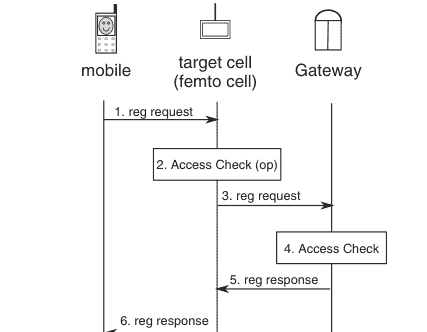 mobile
target cell
(femto cell)
Gateway
1. reg request
2. Access Check (op)
3. reg request
4. Access Check
5. reg response
6. reg response